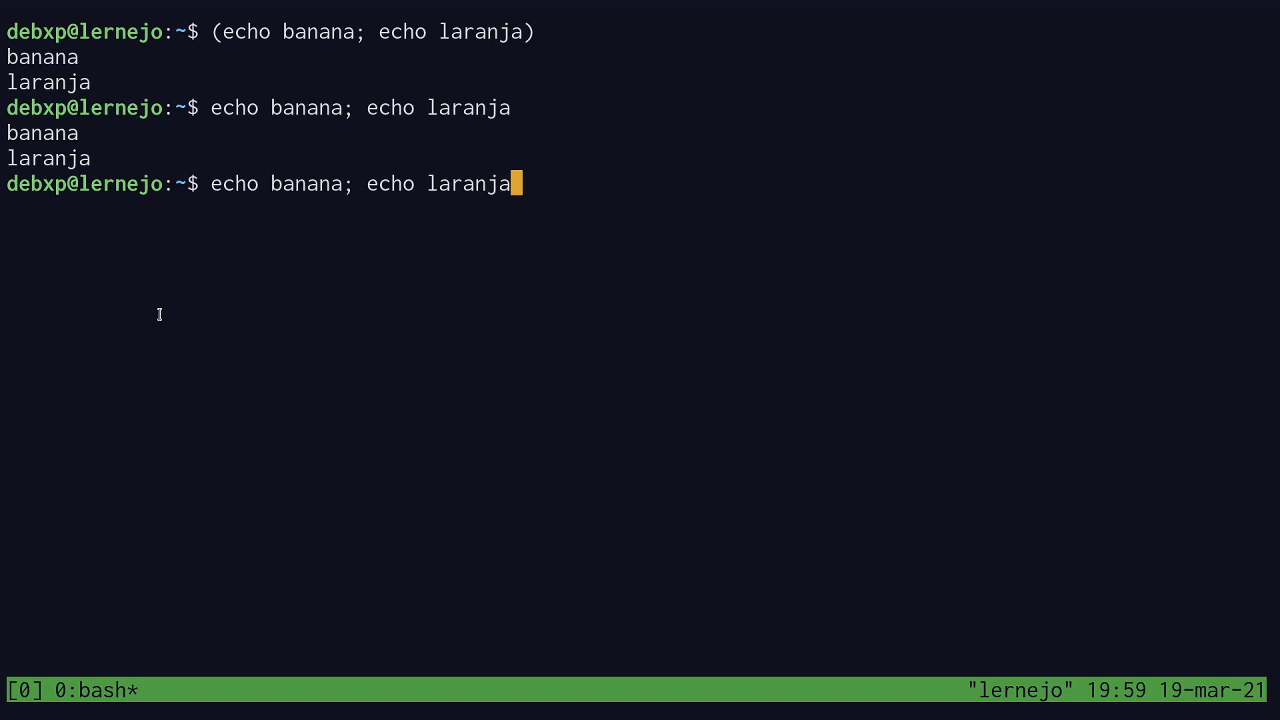 debxp@lernejo:~$ (echo banana; echo laranja)
banana
laranja
debxp@lernejo:~$ echo banana; echo laranja
banana
laranja
debxp@lernejo:~$ echo banana; echo laranja
[0] 0:bash* "lernejo" 19:59 19-mar-21